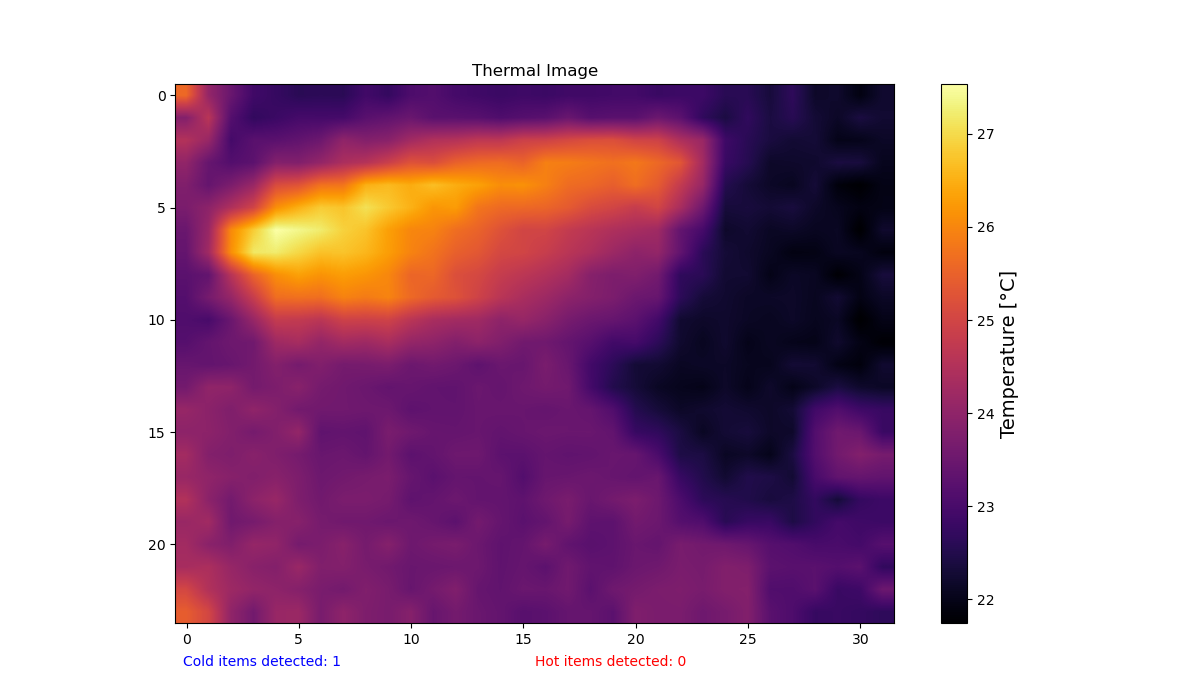 Thermal Image
0
5
10
15
20
0 5 10 15 20 25 30
27
26
25
24
23
22
Temperature [°C]
Cold items detected: 1
Hot items detected: 0